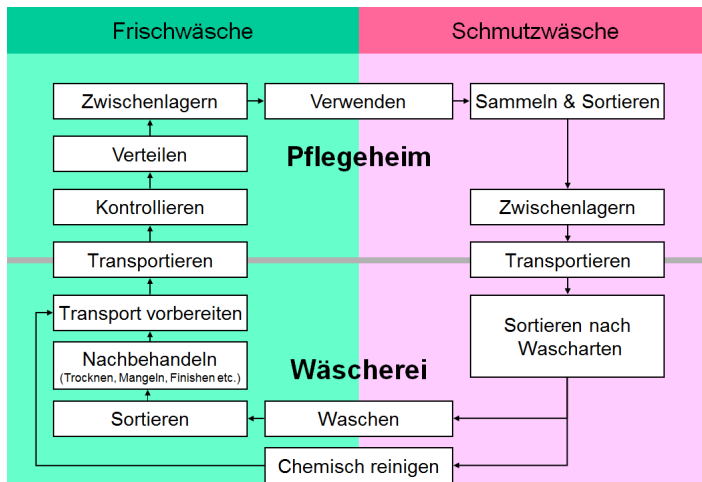 Frischwäsche
Schmutzwäsche
Zwischenlagern
Verwenden
Sammeln & Sortieren
Verteilen
Pflegeheim
Kontrollieren
Zwischenlagern
Transportieren
Transportieren
Transport vorbereiten
Sortieren nach
Wascharten
Nachbehandeln
(Trocknen, Mangeln, Finishen etc.)
Wäscherei
Sortieren
Waschen
Chemisch reinigen